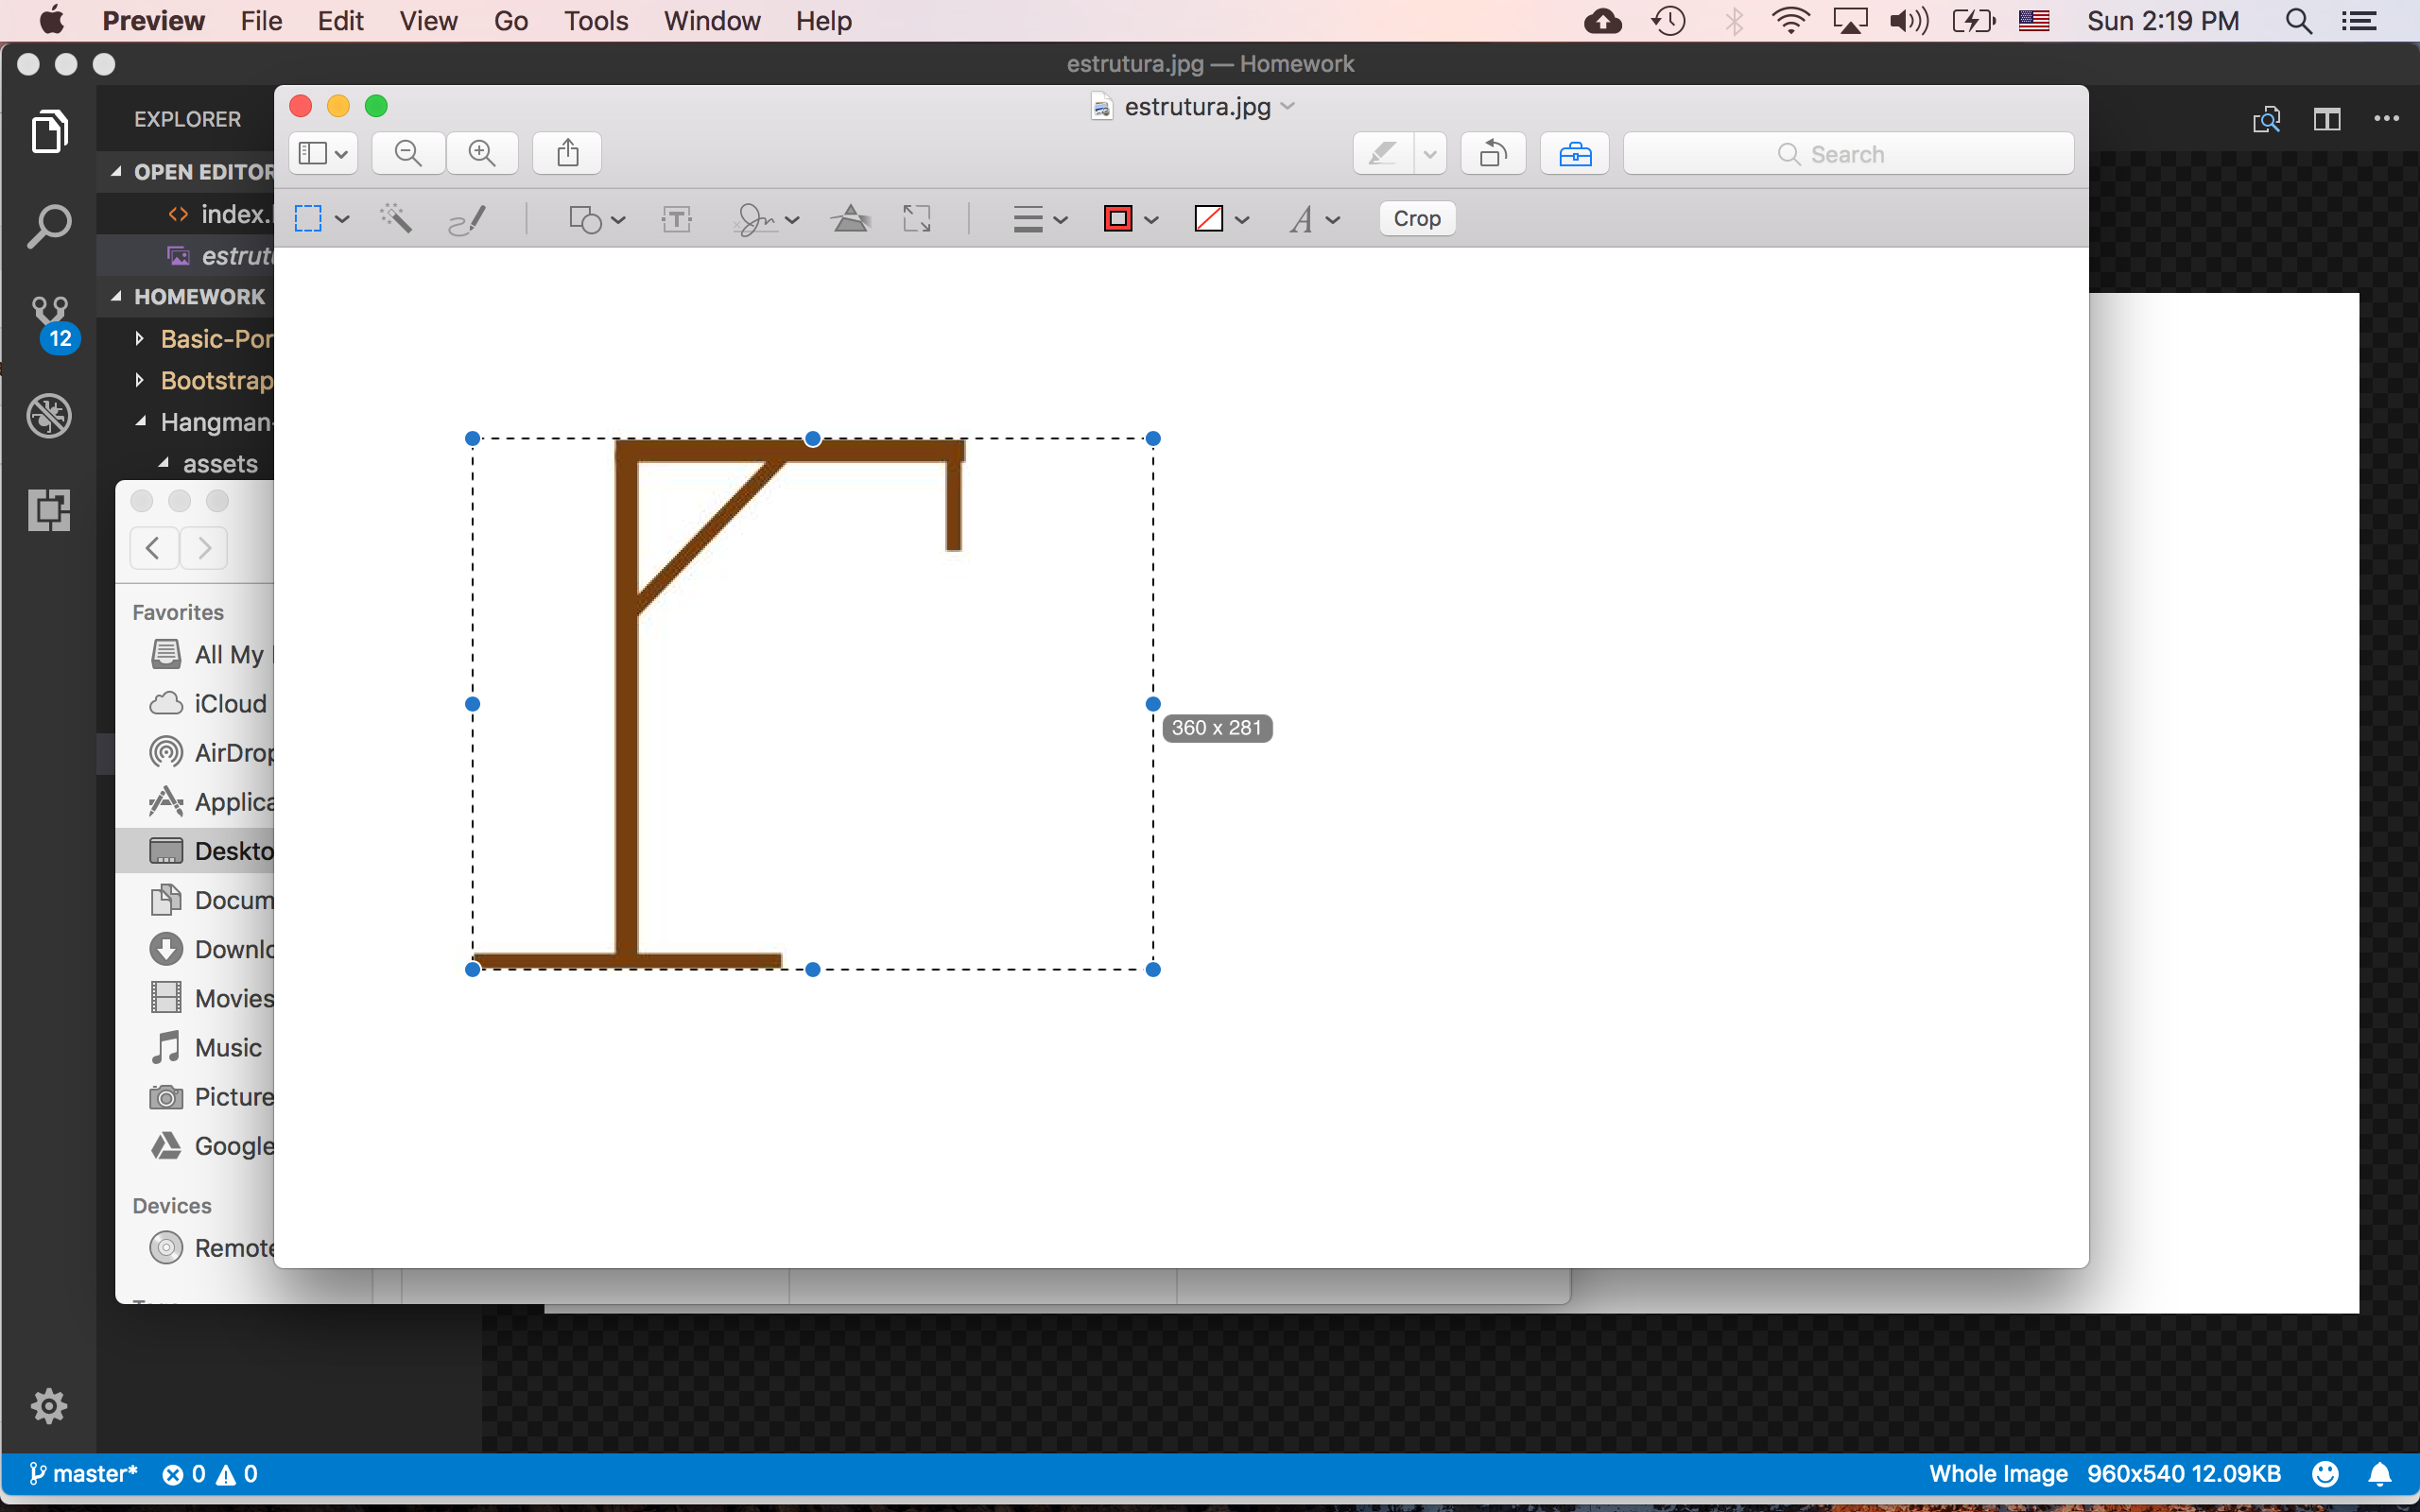 Preview File Edit View Go Tools Window Help Sun 2:19 PM
estrutura.jpg — Homework
EXPLORER
estrutura.jpg
Search
OPEN EDITOR
index.
Crop
HOMEWORK
12
Basic-Por
Bootstrap
Hangman-
assets
Favorites
All My
iCloud
AirDrop
360 x 281
Applica
Deskto
Docum
Downlo
Movies
Music
Picture
Google
Devices
Remote
master* 0 0 Whole Image 960x540 12.09KB